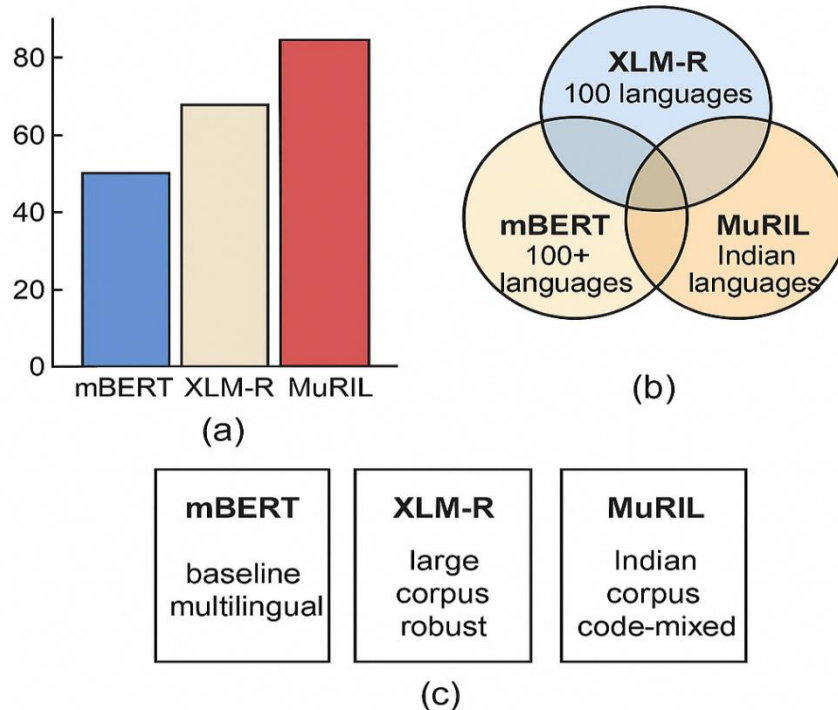 80
60
40
20
0
mBERT XLM-R MuRIL
(a)
XLM-R
100 languages
mBERT
100+
languages
MuRIL
Indian
languages
(b)
mBERT
baseline
multilingual
XLM-R
large
corpus
robust
MuRIL
Indian
corpus
code-mixed
(c)